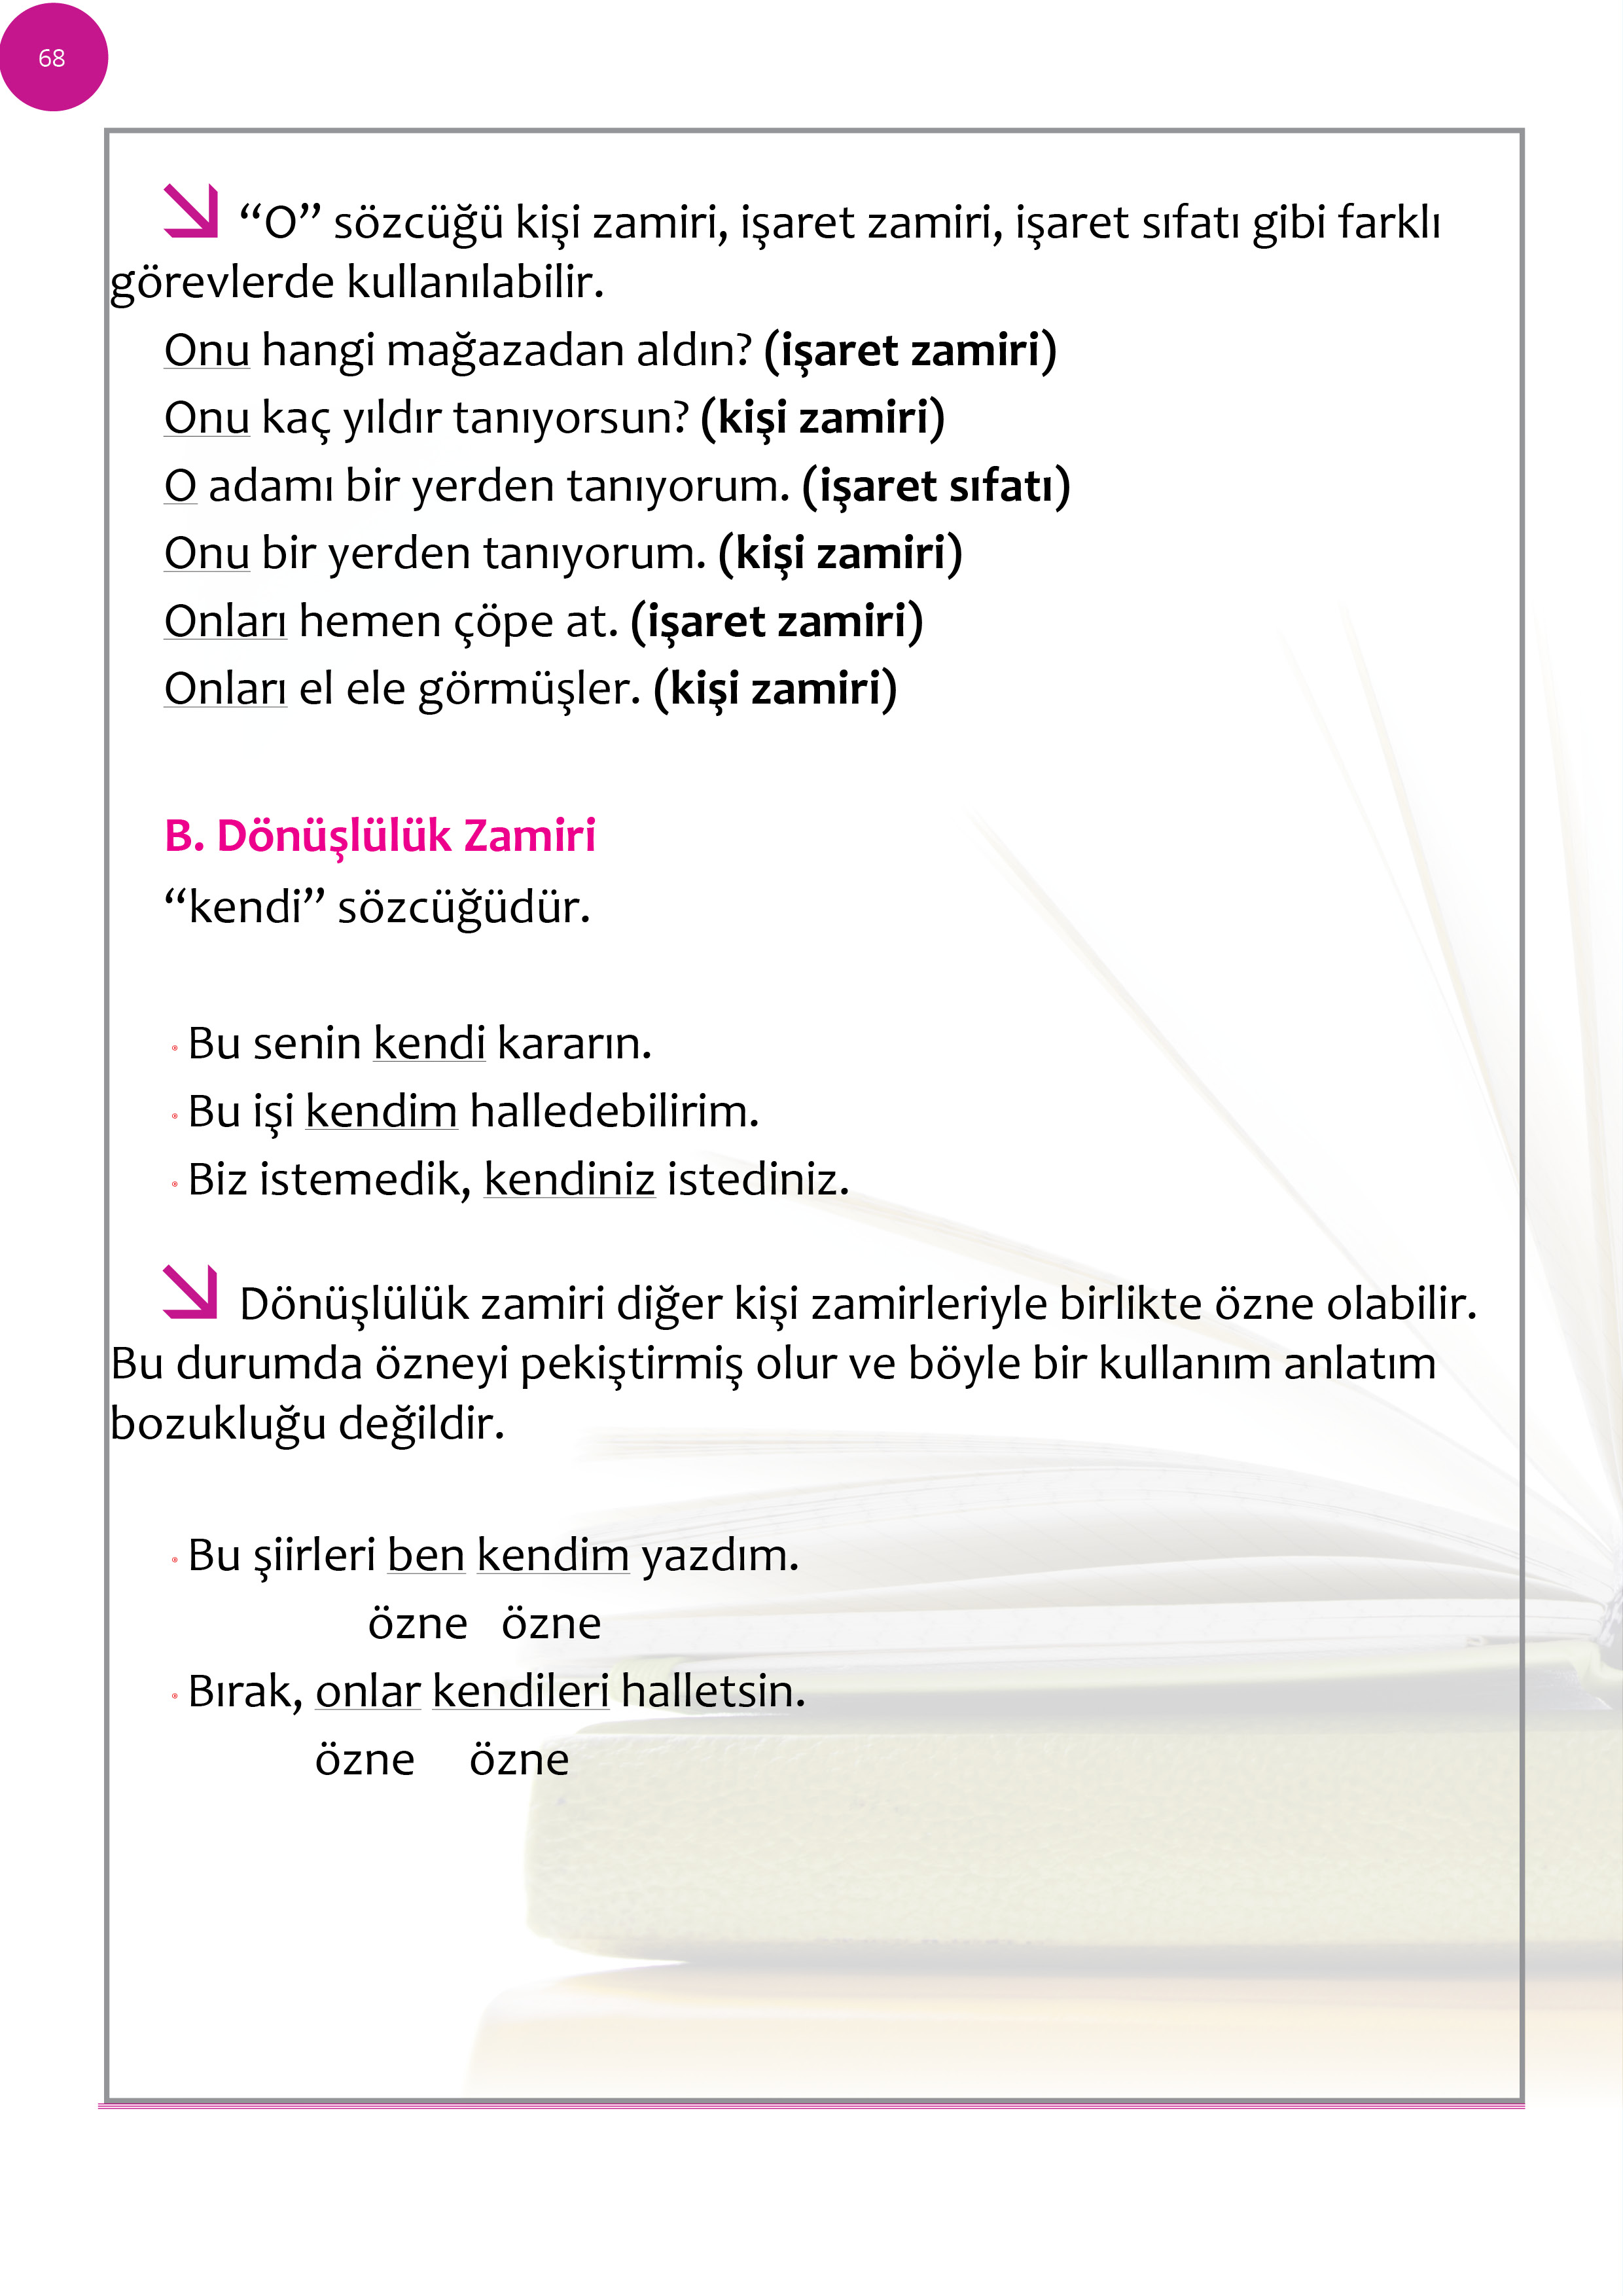 68
“O” sözcüğü kişi zamiri, işaret zamiri, işaret sıfatı gibi farklı
görevlerde kullanılabilir.
Onu hangi mağazadan aldın? (işaret zamiri)
Onu kaç yıldır tanıyorsun? (kişi zamiri)
O adamı bir yerden tanıyorum. (işaret sıfatı)
Onu bir yerden tanıyorum. (kişi zamiri)
Onları hemen çöpe at. (işaret zamiri)
Onları el ele görmüşler. (kişi zamiri)
B. Dönüşlülük Zamiri
“kendi” sözcüğüdür.
Bu senin kendi kararın.
Bu işi kendim halledebilirim.
Biz istemedik, kendiniz istediniz.
Dönüşlülük zamiri diğer kişi zamirleriyle birlikte özne olabilir.
Bu durumda özneyi pekiştirmiş olur ve böyle bir kullanım anlatım
bozukluğu değildir.
Bu şiirleri ben kendim yazdım.
özne özne
Bırak, onlar kendileri halletsin.
özne özne